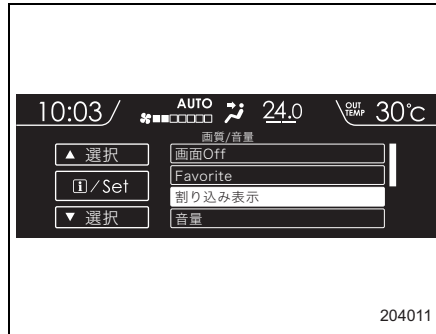 10:03
AUTO
24.0
OUT TEMP 30℃
画質/音量
▲ 選択
i/Set
▼ 選択
画面Off
Favorite
割り込み表示
音量
204011